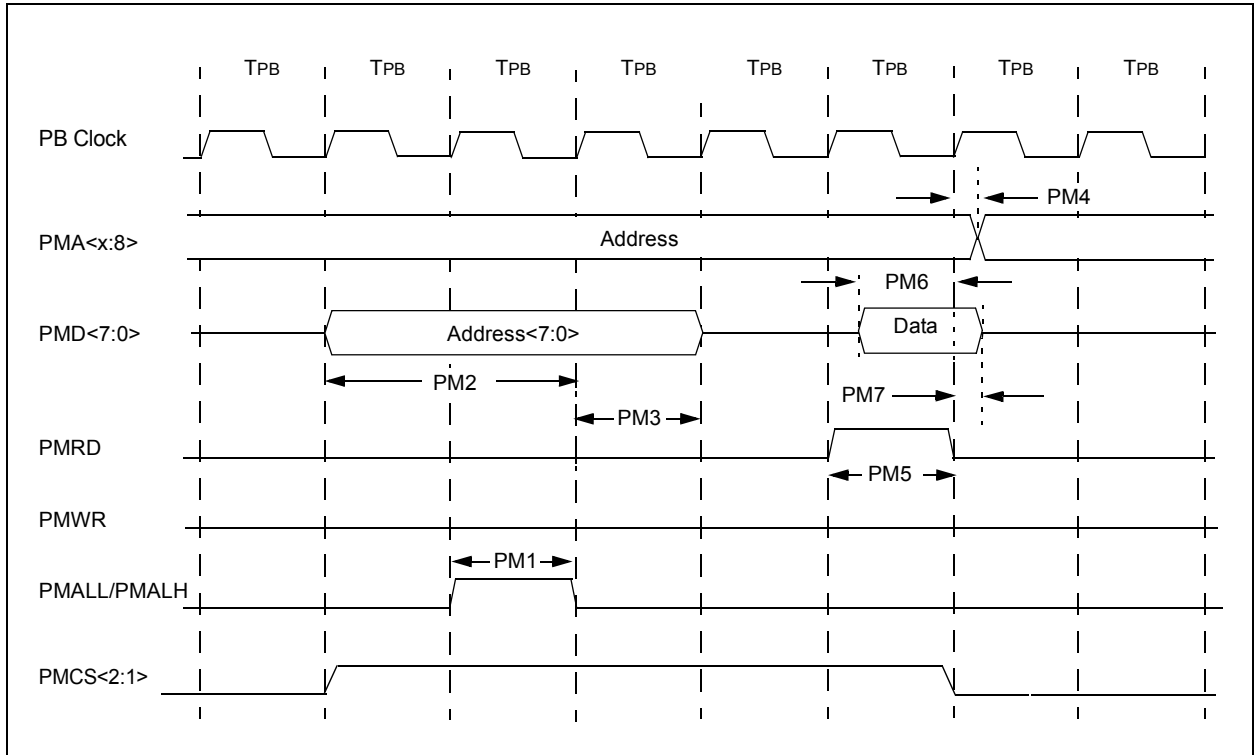 TPB TPB TPB TPB TPB TPB TPB TPB
PB Clock
PM4
PMA<x:8> Address
PM6
PMD<7:0> Address<7:0> Data
PM2
PM7
PM3
PMRD
PM5
PMWR
PM1
PMALL/PMALH
PMCS<2:1>